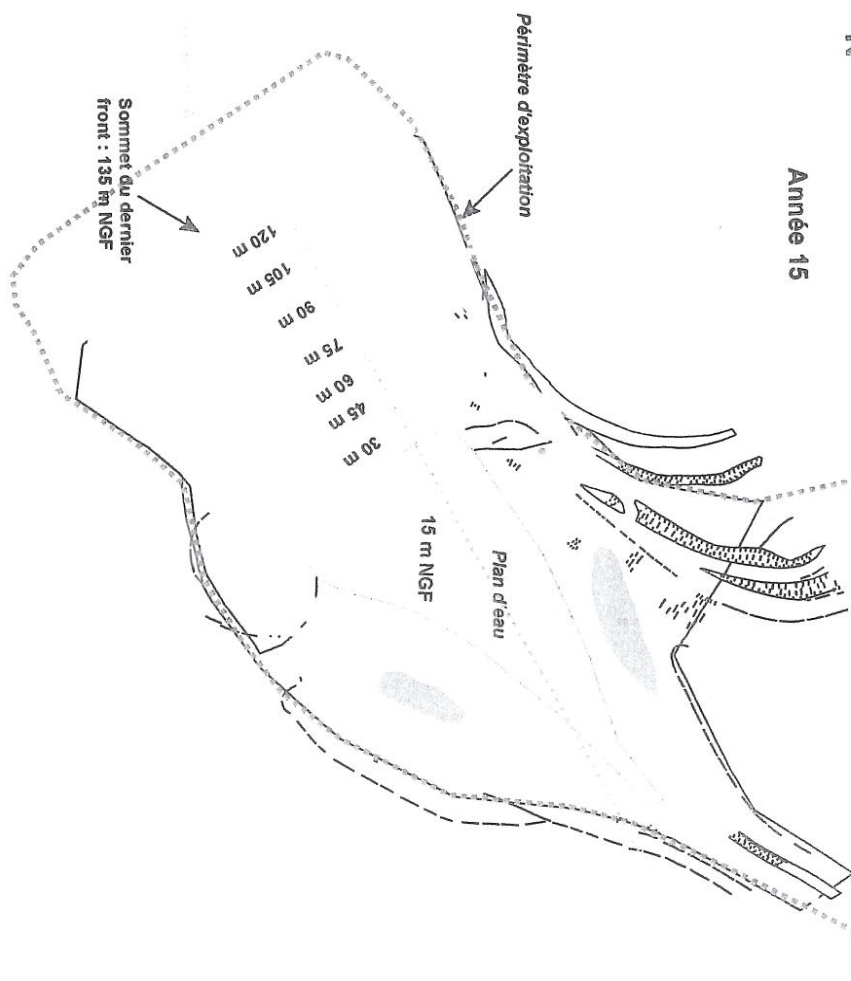 Année 15
Périmètre d'exploitation
Sommet du dernier
front : 135 m NGF
120 m
105 m
90 m
75 m
60 m
45 m
30 m
15 m NGF
Plan d'eau